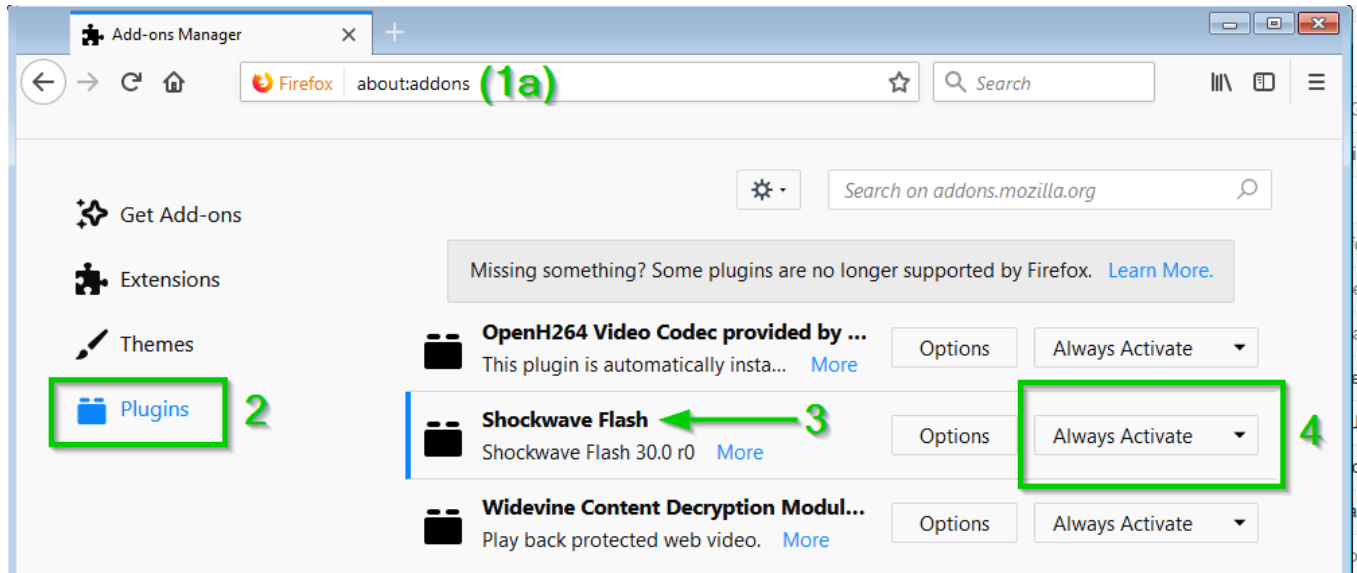 Add-ons Manager
Firefox about:addons (1a) Search
Search on addons.mozilla.org
Get Add-ons
Extensions
Themes
Plugins 2
Missing something? Some plugins are no longer supported by Firefox. Learn More.
OpenH264 Video Codec provided by ...
This plugin is automatically insta... More
Options Always Activate
Shockwave Flash 3
Shockwave Flash 30.0 r0 More
Options Always Activate 4
Widevine Content Decryption Modul...
Play back protected web video. More
Options Always Activate